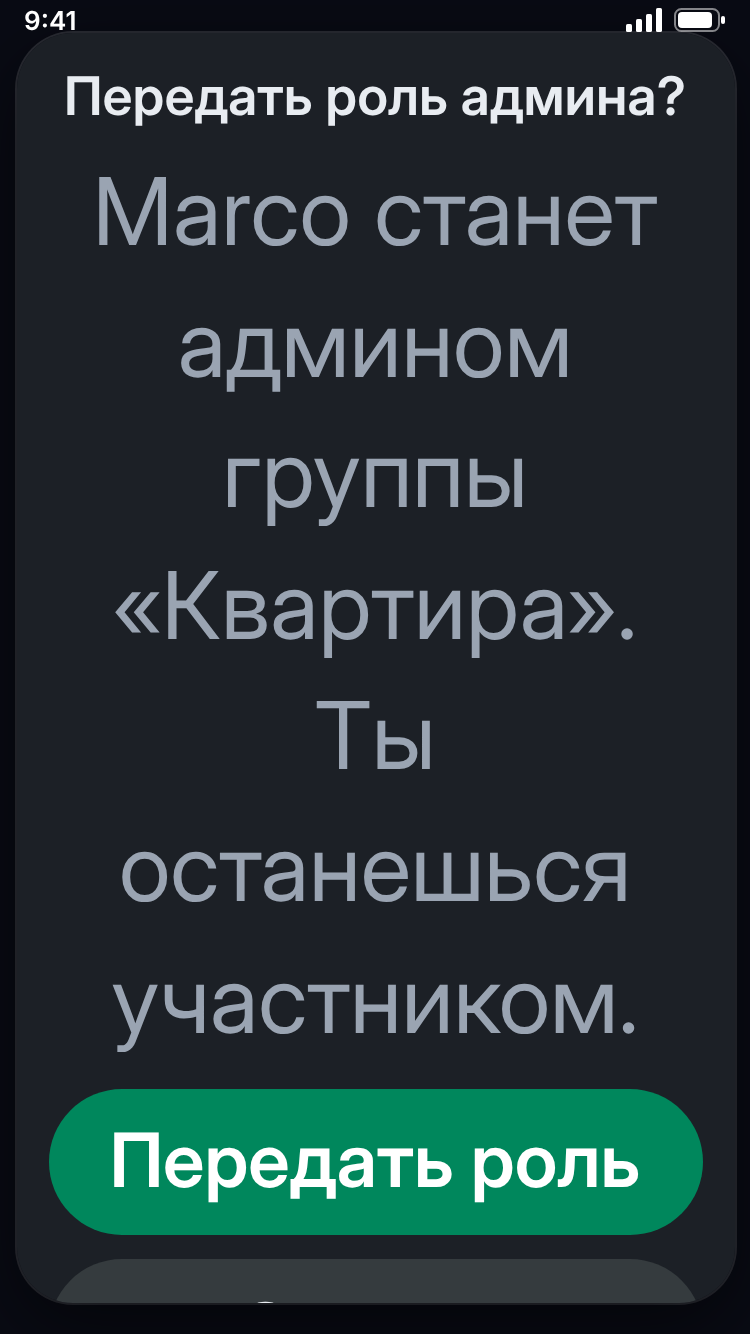 9:41
Передать роль админа?
Marco станет
админом
группы
«Квартира».
Ты
останешься
участником.
Передать роль